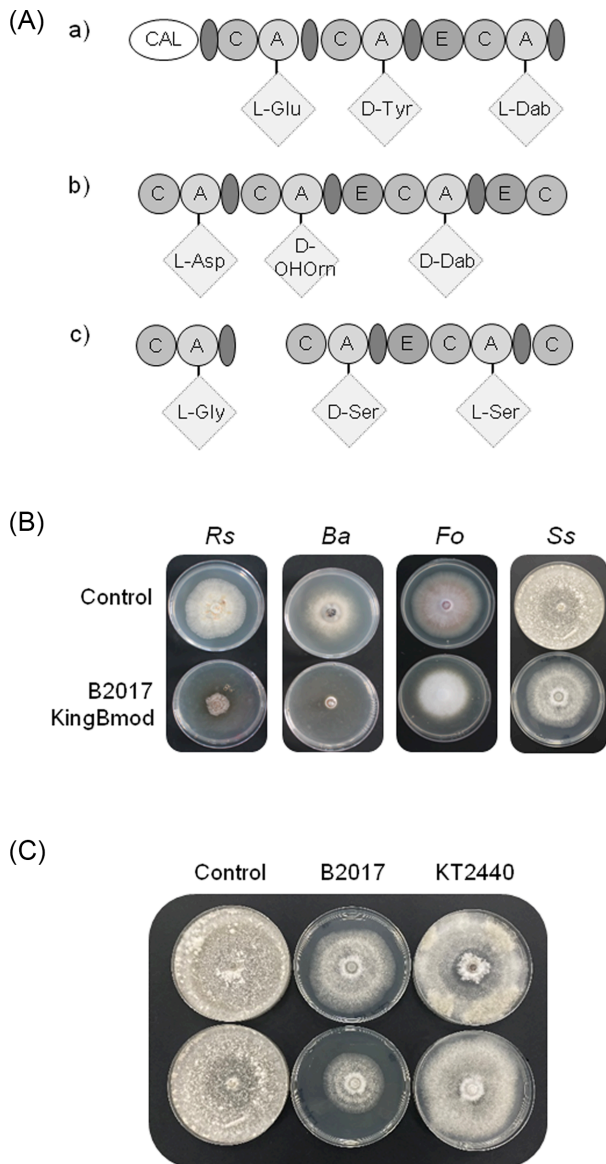 (A)
a)
CAL C A C A E C A
L-Glu D-Tyr L-Dab
b)
C A C A E C A E C
L-Asp D-OHOrn D-Dab
c)
C A C A E C A C
L-Gly D-Ser L-Ser
(B)
Rs Ba Fo Ss
Control
B2017
KingBmod
(C)
Control B2017 KT2440